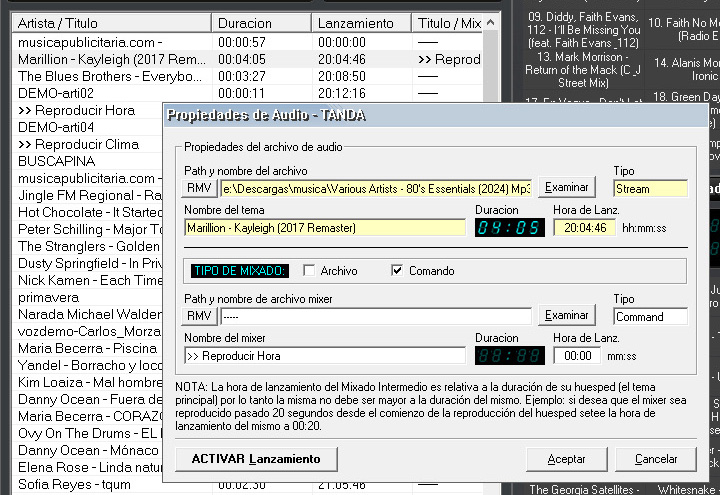 Artista / Titulo Duracion Lanzamiento Titulo / Mix
musicapublicitaria.com - 00:00:57 00:00:00 -----
Marillion - Kayleigh (2017 Rem... 00:04:05 20:04:46 >> Reprod
The Blues Brothers - Everybo... 00:03:27 20:08:50 -----
DEMO-arti02 00:00:11 20:12:16 -----
>> Reproducir Hora
DEMO-arti04
>> Reproducir Clima
BUSCAPINA
musicapublicitaria.com -
Jingle FM Regional - Ra
Hot Chocolate - It Started
Peter Schilling - Major To
The Stranglers - Golden
Dusty Springfield - In Priv
Nick Kamen - Each Time
primavera
Narada Michael Walden
vozdemo-Carlos_Morza
Maria Becerra - Piscina
Yandel - Borracho y loco
Kim Loaiza - Mal hombre
Danny Ocean - Fuera de
Maria Becerra - CORAZO
Ovy On The Drums - EL
Danny Ocean - Mónaco
Elena Rose - Linda natur
Sofia Reyes - tqum 00:02:30 21:05:46 -----
09. Diddy, Faith Evans,
112 - I'll Be Missing You
(feat. Faith Evans _112)
13. Mark Morrison -
Return of the Mack (C_J
Street Mix)
10. Faith No M
(Radio E
14. Alanis Mor
Ironic
18. Green Day
Propiedades de Audio - TANDA
Propiedades del archivo de audio
Path y nombre del archivo Tipo
RMV e:\Descargas\musica\Various Artists - 80's Essentials (2024) Mp3 Examinar Stream
Nombre del tema Duracion Hora de Lanz.
Marillion - Kayleigh (2017 Remaster) 04:05 20:04:46 hh:mm:ss
TIPO DE MIXADO: Archivo Comando
Path y nombre de archivo mixer Tipo
RMV ----- Examinar Command
Nombre del mixer Duracion Hora de Lanz.
>> Reproducir Hora 00:00 mm:ss
NOTA: La hora de lanzamiento del Mixado Intermedio es relativa a la duración de su huesped (el tema
principal) por lo tanto la misma no debe ser mayor a la duración del mismo. Ejemplo: si desea que el mixer sea
reproducido pasado 20 segundos desde el comienzo de la reproducción del huesped setee la hora de
lanzamiento del mismo a 00:20.
ACTIVAR Lanzamiento Aceptar Cancelar
The Georgia Satellites - Whitesnake -